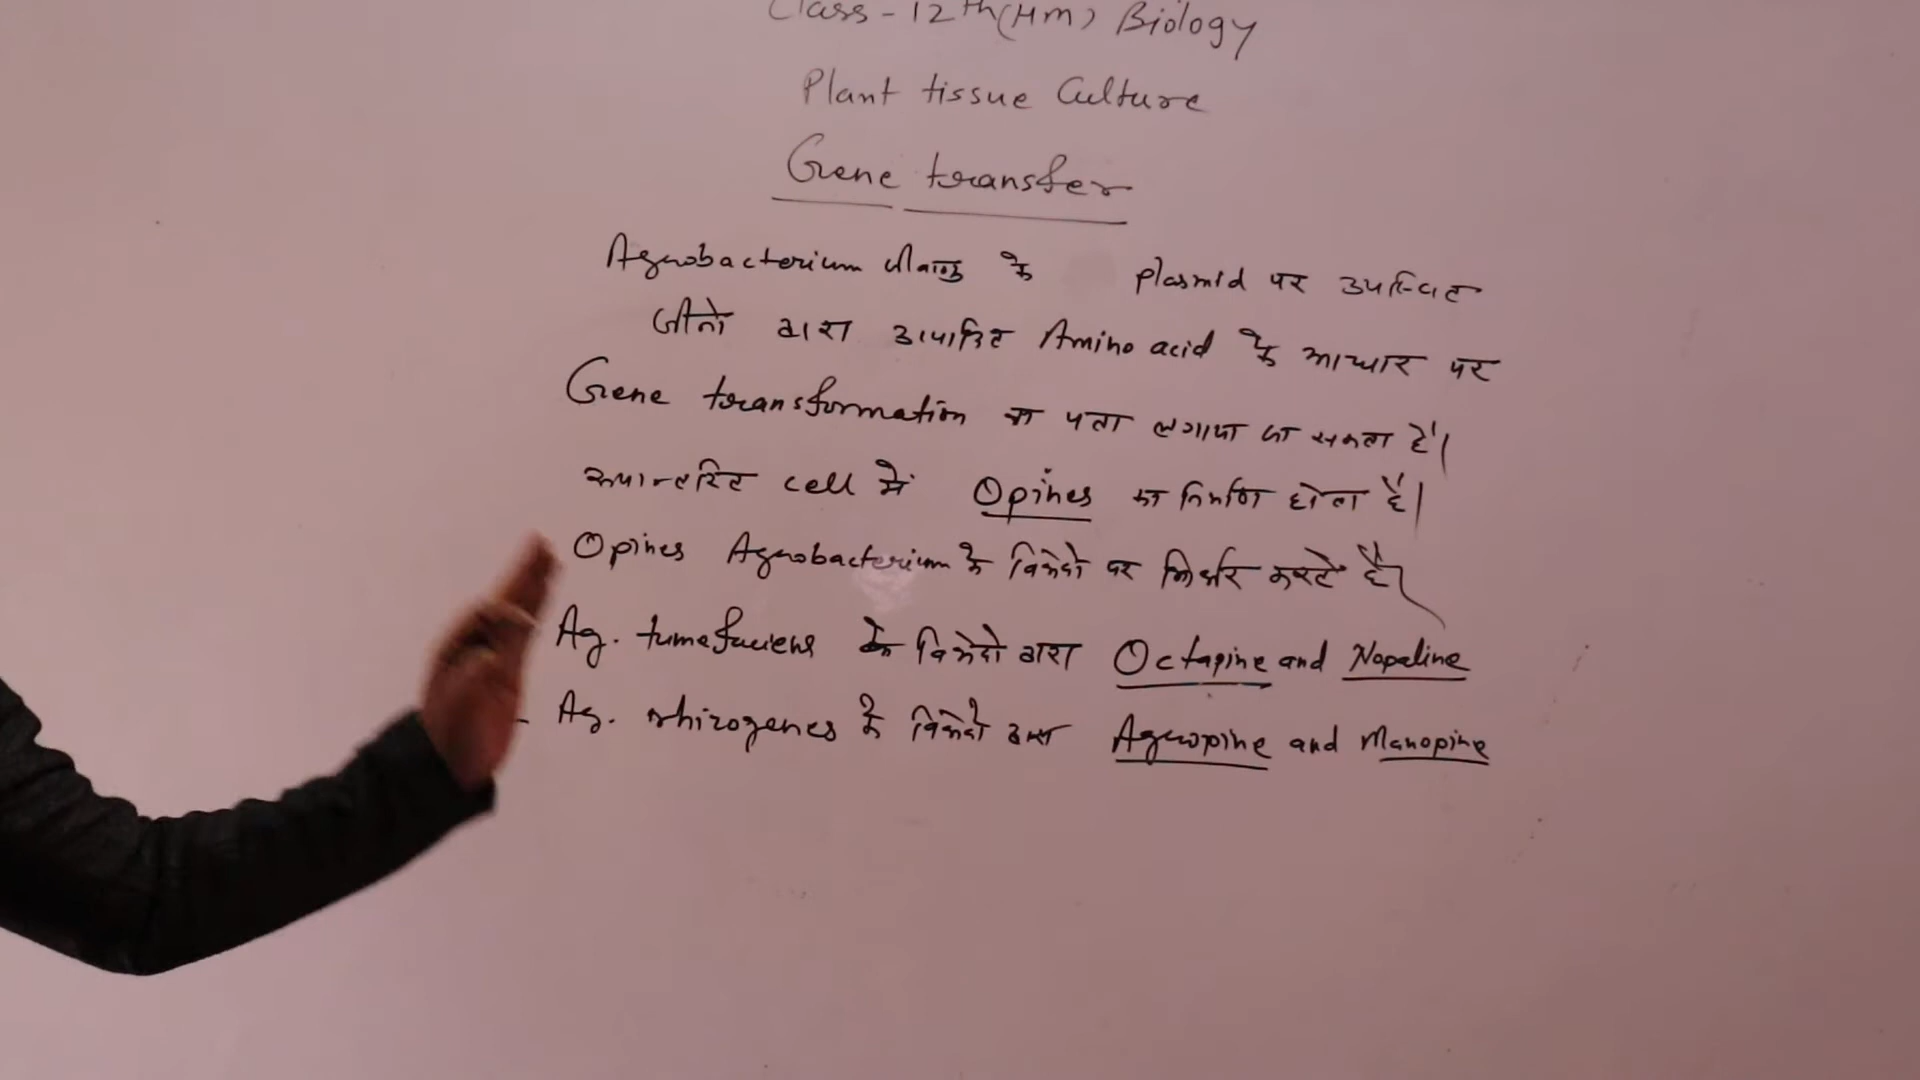 Class - 12th (HM) Biology
Plant tissue Culture
Gene transfer
Agrobacterium जीवाणु के plasmid पर उपस्थित
जीनो द्वारा उत्पादित Amino acid के आधार पर
Gene transformation का पता लगाया जा सकता है।
रूपान्तरित cell में Opines का निर्माण होता है।
Opines Agrobacterium के विभेदो पर निर्भर करते है।
Ag. tumefaciens के विभेदो द्वारा Octapine and Nopaline
- Ag. rhizogenes के विभेदो द्वारा Agropine and Manopine